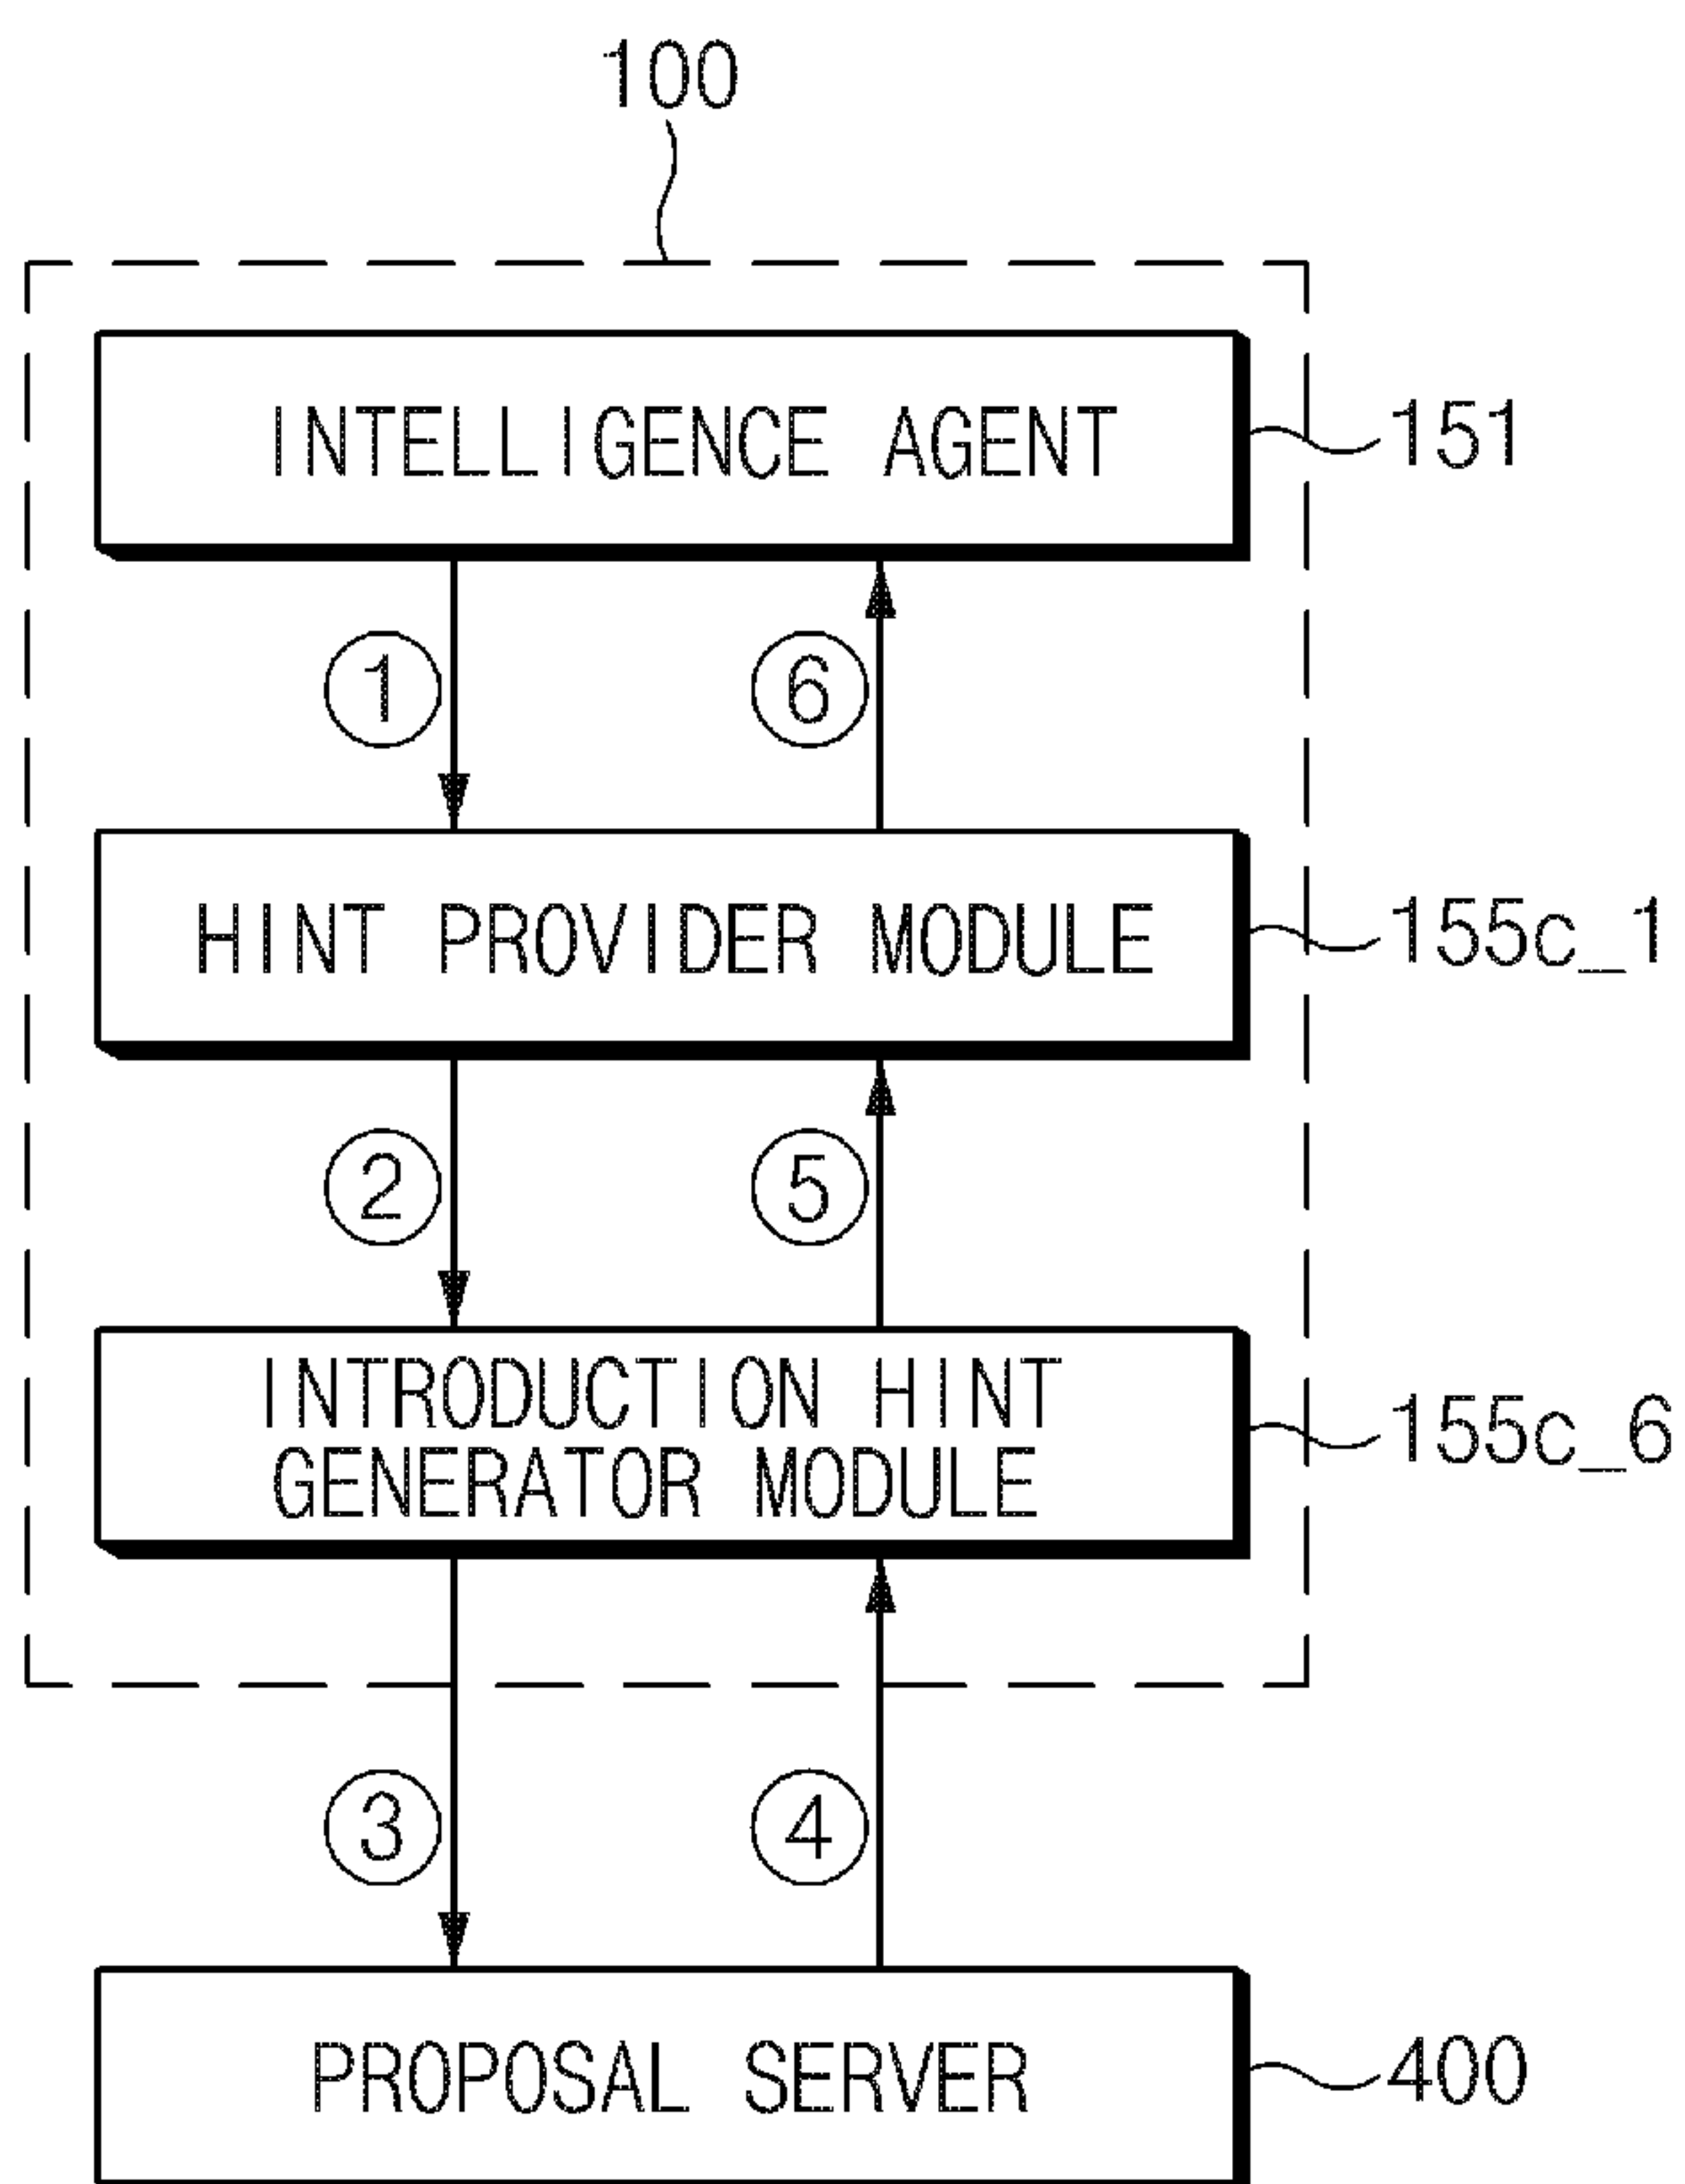 100
INTELLIGENCE AGENT
151
1
6
HINT PROVIDER MODULE
155c_1
2
5
INTRODUCTION HINT
GENERATOR MODULE
155c_6
3
4
PROPOSAL SERVER
400